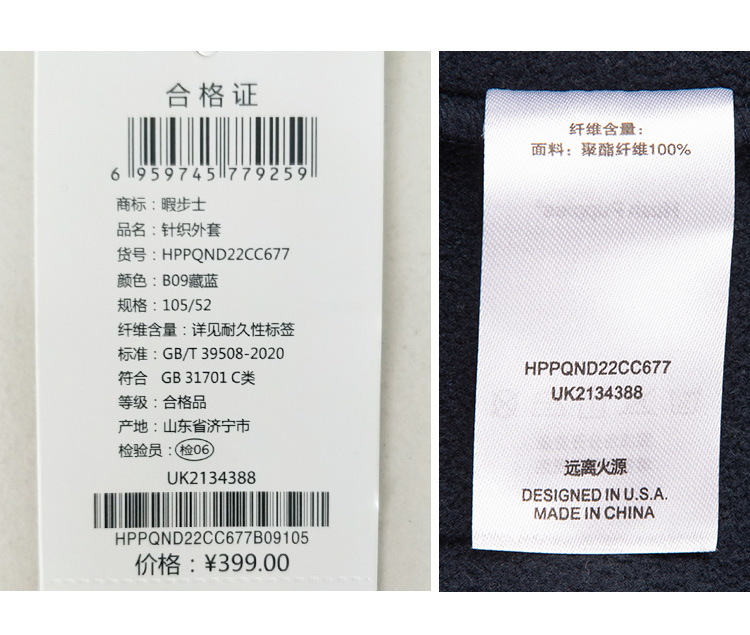 合格证
6 959745 779259
商标：暇步士
品名：针织外套
货号：HPPQND22CC677
颜色：B09藏蓝
规格：105/52
纤维含量：详见耐久性标签
标准：GB/T 39508-2020
符合 GB 31701 C类
等级：合格品
产地：山东省济宁市
检验员：检06
UK2134388
HPPQND22CC677B09105
价格：¥399.00
纤维含量：
面料：聚酯纤维100%
HPPQND22CC677
UK2134388
远离火源
DESIGNED IN U.S.A.
MADE IN CHINA